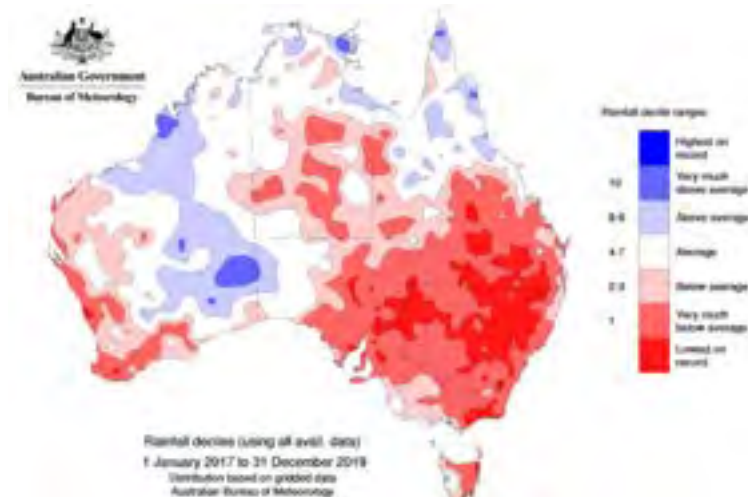 Australian Government
Bureau of Meteorology
Rainfall decile ranges
Highest on
record
10
Very much
above average
8-9
Above average
4-7
Average
2-3
Below average
1
Very much
below average
Lowest on
record
Rainfall deciles (using all avail. data)
1 January 2017 to 31 December 2019
Distribution based on gridded data
Australian Bureau of Meteorology